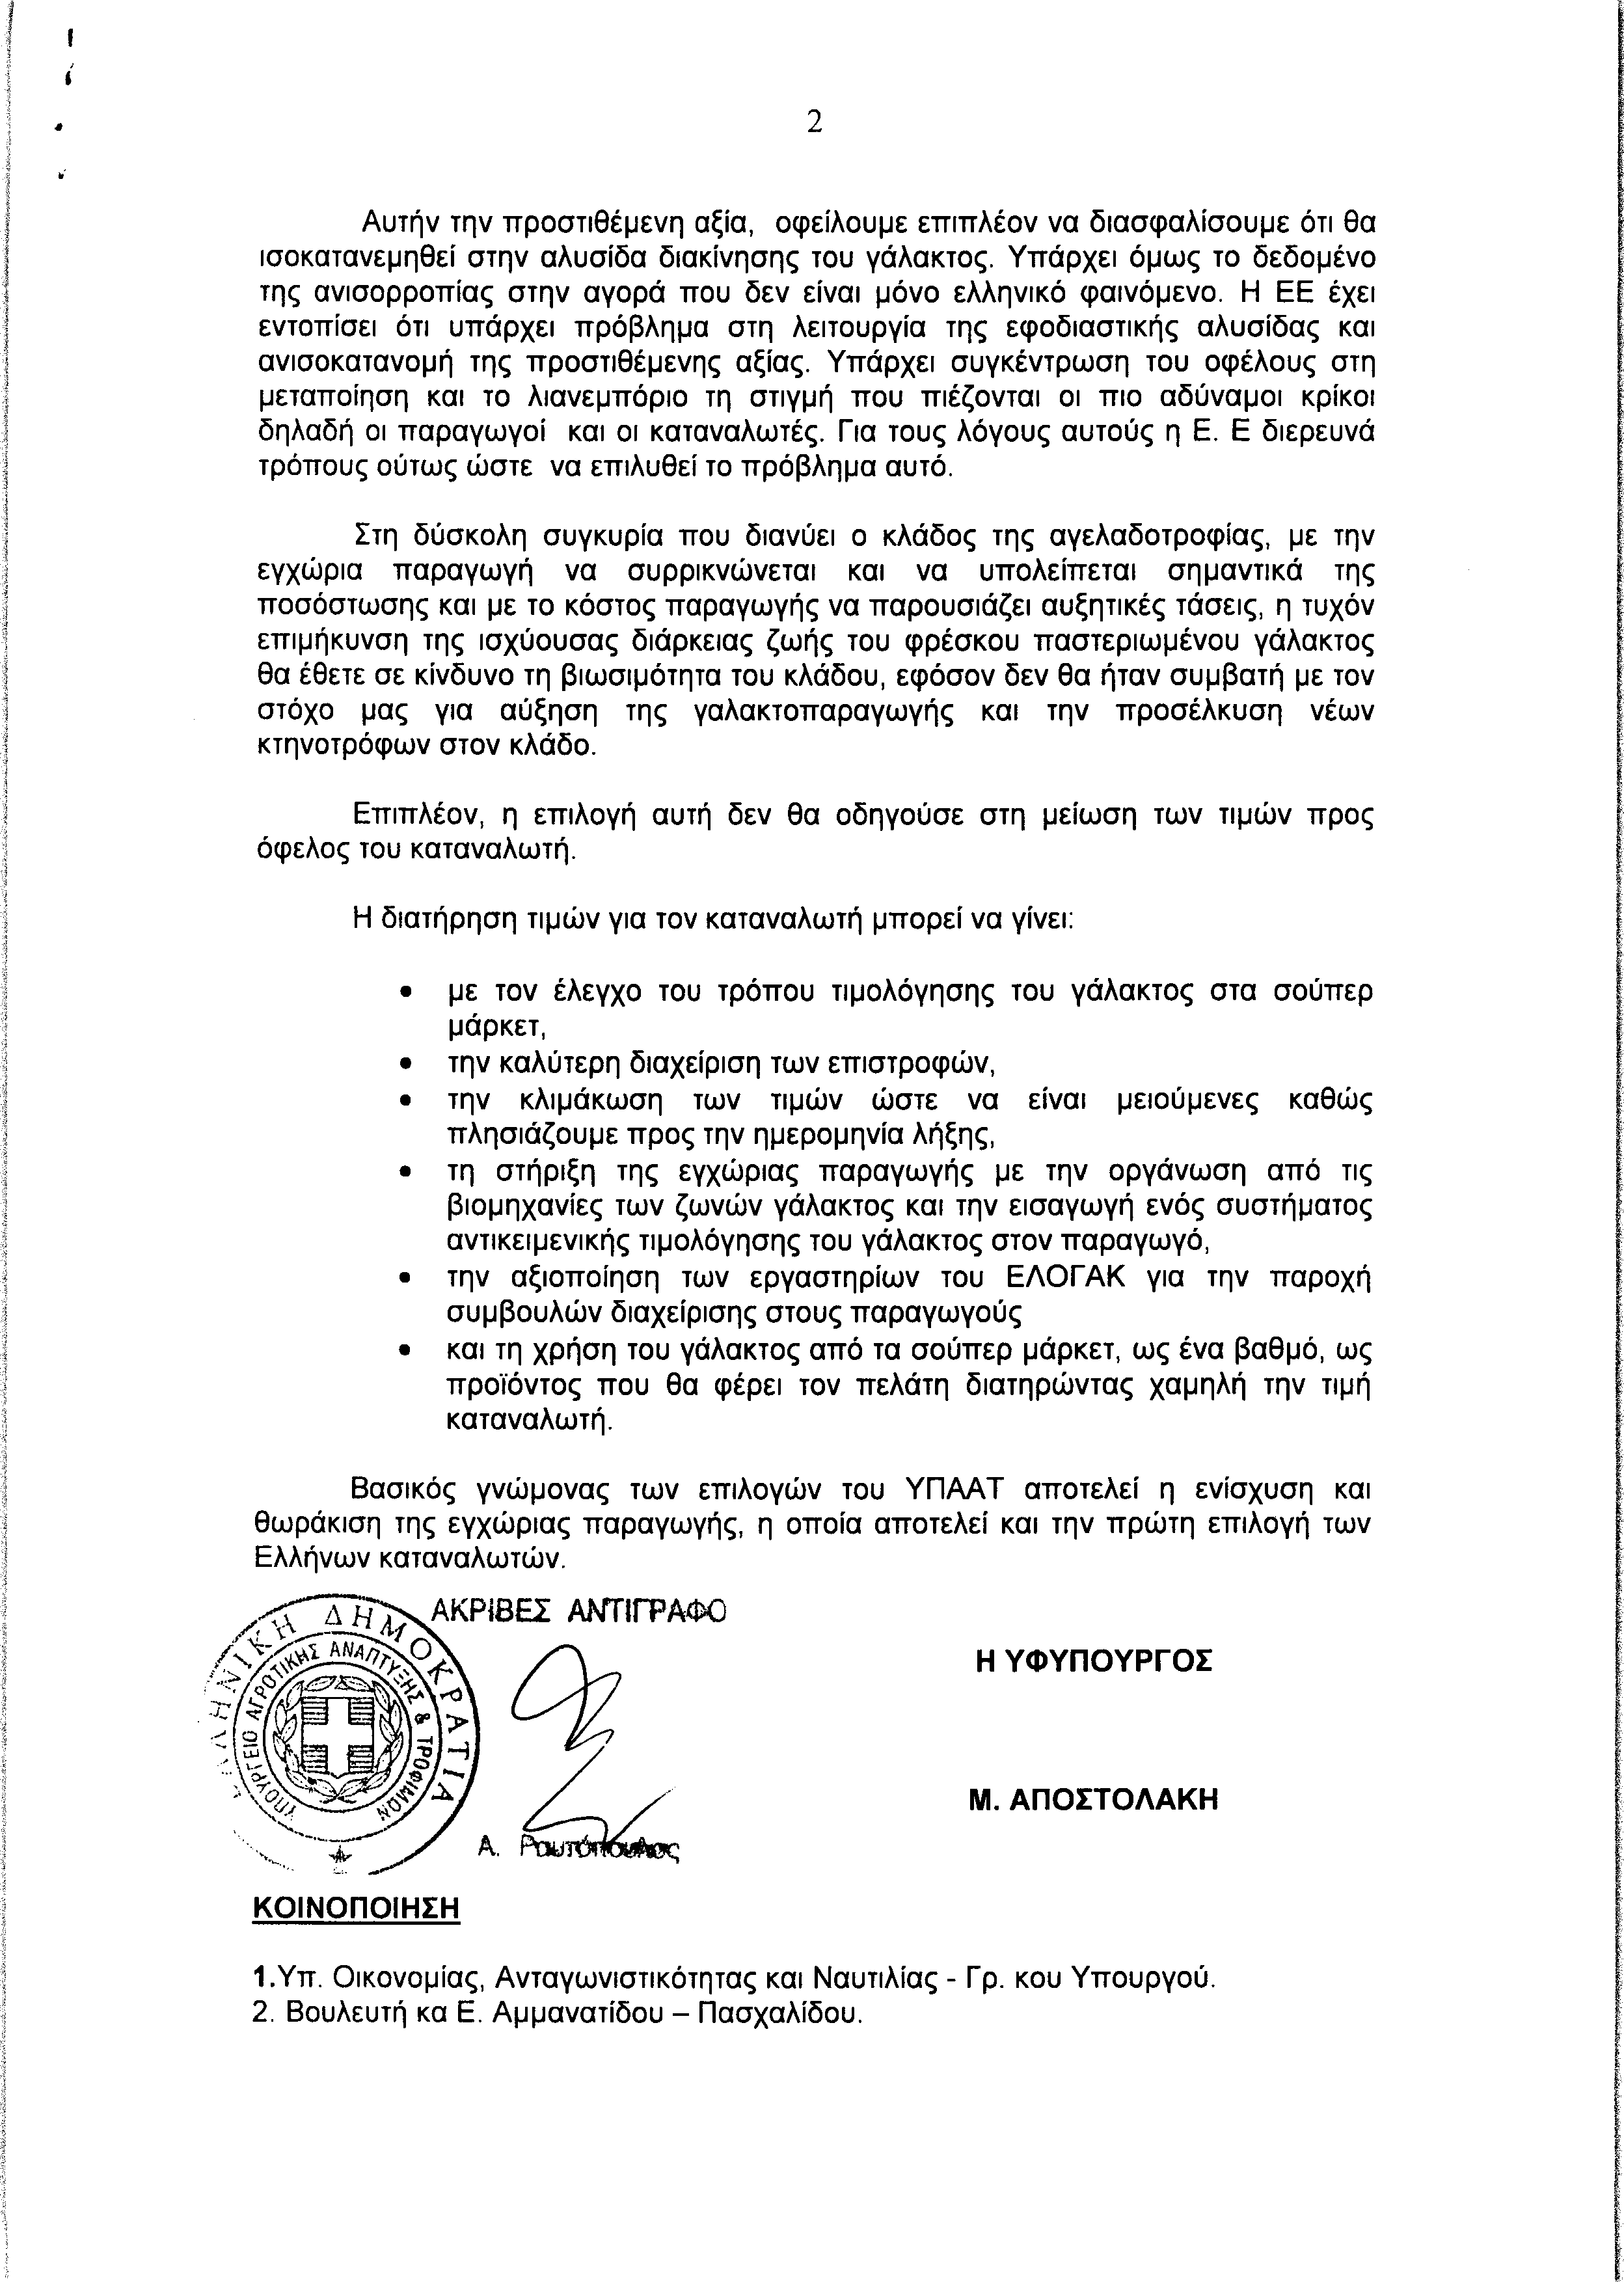 2
Αυτήν την προστιθέμενη αξία, οφείλουμε επιπλέον να διασφαλίσουμε ότι θα
ισοκατανεμηθεί στην αλυσίδα διακίνησης του γάλακτος. Υπάρχει όμως το δεδομένο
της ανισορροπίας στην αγορά που δεν είναι μόνο ελληνικό φαινόμενο. Η ΕΕ έχει
εντοπίσει ότι υπάρχει πρόβλημα στη λειτουργία της εφοδιαστικής αλυσίδας και
ανισοκατανομή της προστιθέμενης αξίας. Υπάρχει συγκέντρωση του οφέλους στη
μεταποίηση και το λιανεμπόριο τη στιγμή που πιέζονται οι πιο αδύναμοι κρίκοι
δηλαδή οι παραγωγοί και οι καταναλωτές. Για τους λόγους αυτούς η Ε. Ε διερευνά
τρόπους ούτως ώστε να επιλυθεί το πρόβλημα αυτό.
Στη δύσκολη συγκυρία που διανύει ο κλάδος της αγελαδοτροφίας, με την
εγχώρια παραγωγή να συρρικνώνεται και να υπολείπεται σημαντικά της
ποσόστωσης και με το κόστος παραγωγής να παρουσιάζει αυξητικές τάσεις, η τυχόν
επιμήκυνση της ισχύουσας διάρκειας ζωής του φρέσκου παστεριωμένου γάλακτος
θα έθετε σε κίνδυνο τη βιωσιμότητα του κλάδου, εφόσον δεν θα ήταν συμβατή με τον
στόχο μας για αύξηση της γαλακτοπαραγωγής και την προσέλκυση νέων
κτηνοτρόφων στον κλάδο.
Επιπλέον, η επιλογή αυτή δεν θα οδηγούσε στη μείωση των τιμών προς
όφελος του καταναλωτή.
Η διατήρηση τιμών για τον καταναλωτή μπορεί να γίνει:
• με τον έλεγχο του τρόπου τιμολόγησης του γάλακτος στα σούπερ
μάρκετ,
• την καλύτερη διαχείριση των επιστροφών,
• την κλιμάκωση των τιμών ώστε να είναι μειούμενες καθώς
πλησιάζουμε προς την ημερομηνία λήξης,
• τη στήριξη της εγχώριας παραγωγής με την οργάνωση από τις
βιομηχανίες των ζωνών γάλακτος και την εισαγωγή ενός συστήματος
αντικειμενικής τιμολόγησης του γάλακτος στον παραγωγό,
• την αξιοποίηση των εργαστηρίων του ΕΛΟΓΑΚ για την παροχή
συμβουλών διαχείρισης στους παραγωγούς
• και τη χρήση του γάλακτος από τα σούπερ μάρκετ, ως ένα βαθμό, ως
προϊόντος που θα φέρει τον πελάτη διατηρώντας χαμηλή την τιμή
καταναλωτή.
Βασικός γνώμονας των επιλογών του ΥΠΑΑΤ αποτελεί η ενίσχυση και
θωράκιση της εγχώριας παραγωγής, η οποία αποτελεί και την πρώτη επιλογή των
Ελλήνων καταναλωτών.
ΑΚΡΙΒΕΣ ΑΝΤΙΓΡΑΦΟ
ΕΛΛΗΝΙΚΗ ΔΗΜΟΚΡΑΤΙΑ
ΥΠΟΥΡΓΕΙΟ ΑΓΡΟΤΙΚΗΣ ΑΝΑΠΤΥΞΗΣ & ΤΡΟΦΙΜΩΝ
Η ΥΦΥΠΟΥΡΓΟΣ
Μ. ΑΠΟΣΤΟΛΑΚΗ
Α.
ΚΟΙΝΟΠΟΙΗΣΗ
1.Υπ. Οικονομίας, Ανταγωνιστικότητας και Ναυτιλίας - Γρ. κου Υπουργού.
2. Βουλευτή κα Ε. Αμμανατίδου – Πασχαλίδου.